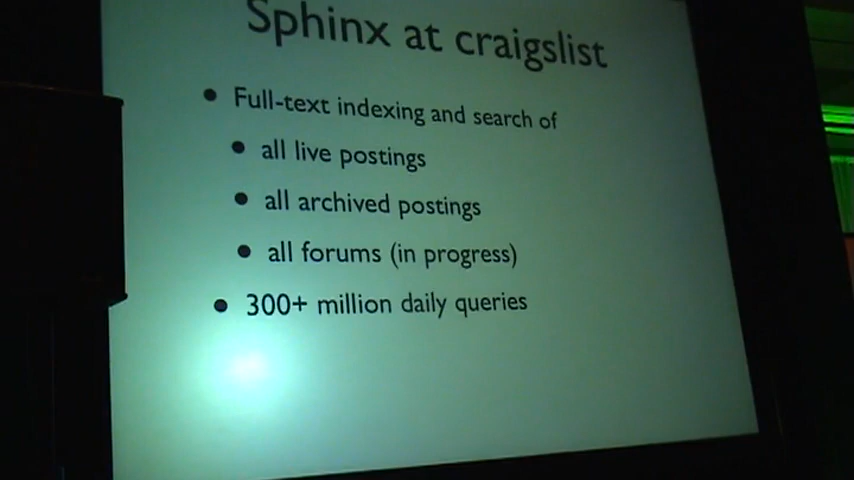 Sphinx at craigslist
• Full-text indexing and search of
• all live postings
• all archived postings
• all forums (in progress)
• 300+ million daily queries